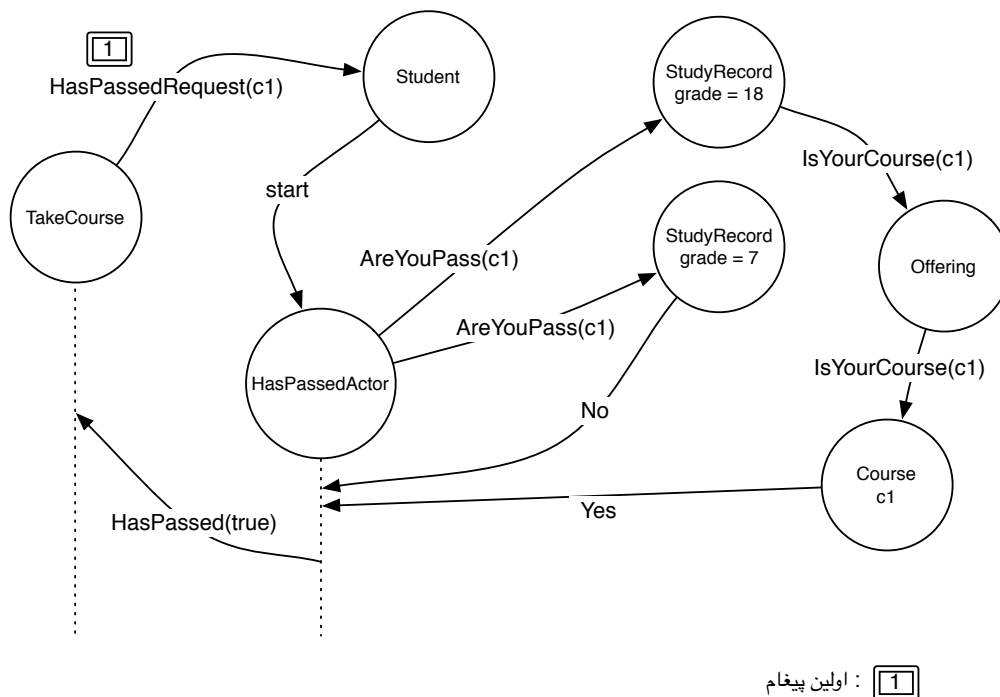 1
HasPassedRequest(c1)
Student
StudyRecord
grade = 18
IsYourCourse(c1)
TakeCourse
start
AreYouPass(c1)
StudyRecord
grade = 7
Offering
AreYouPass(c1)
IsYourCourse(c1)
HasPassedActor
No
Course
c1
Yes
HasPassed(true)
1 : اولین پیغام